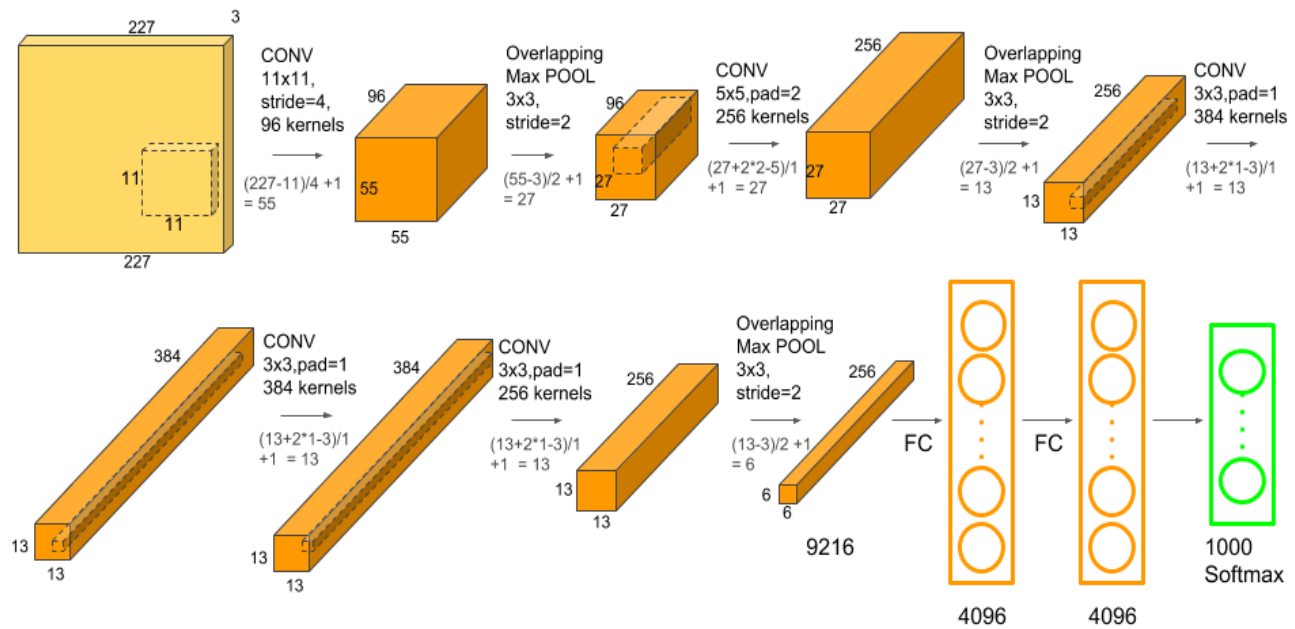 227
3
11
11
227
CONV
11x11,
stride=4,
96 kernels
(227-11)/4 +1
= 55
96
55
55
Overlapping
Max POOL
3x3,
stride=2
(55-3)/2 +1
= 27
96
27
27
CONV
5x5,pad=2
256 kernels
(27+2*2-5)/1
+1 = 27
256
27
27
Overlapping
Max POOL
3x3,
stride=2
(27-3)/2 +1
= 13
256
13
13
CONV
3x3,pad=1
384 kernels
(13+2*1-3)/1
+1 = 13
384
13
13
CONV
3x3,pad=1
384 kernels
(13+2*1-3)/1
+1 = 13
384
13
13
CONV
3x3,pad=1
256 kernels
(13+2*1-3)/1
+1 = 13
256
13
13
Overlapping
Max POOL
3x3,
stride=2
(13-3)/2 +1
= 6
256
6
6
9216
FC
4096
FC
4096
1000
Softmax